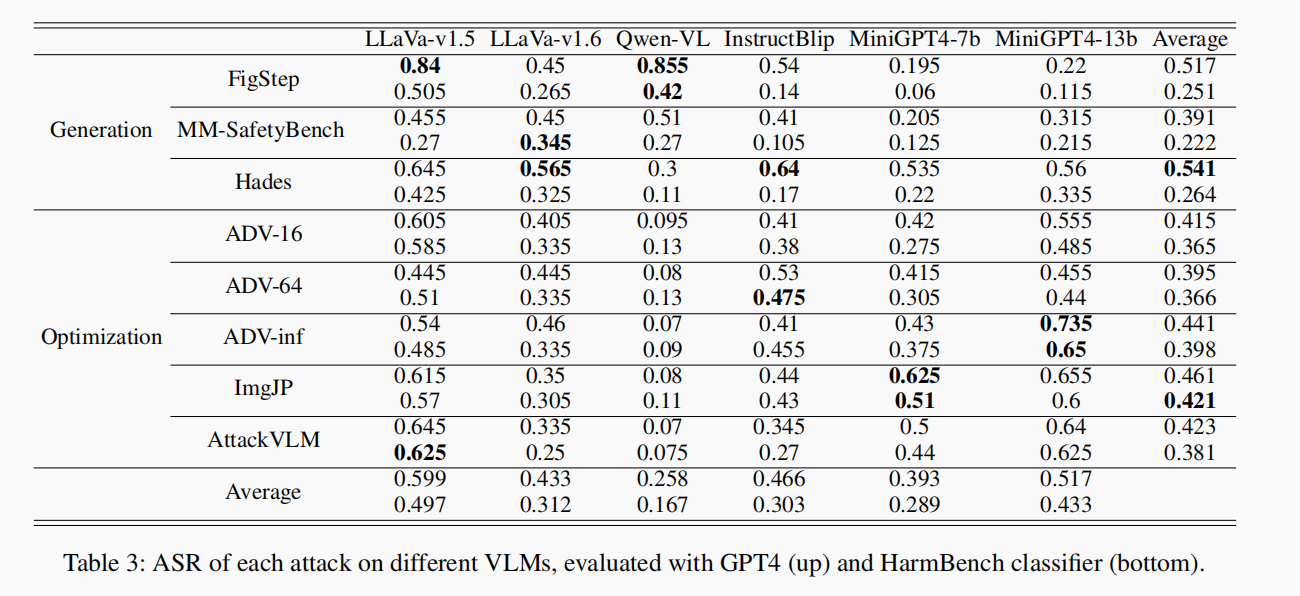 LLaVa-v1.5 LLaVa-v1.6 Qwen-VL InstructBlip MiniGPT4-7b MiniGPT4-13b Average
Generation
FigStep
0.84 0.45 0.855 0.54 0.195 0.22 0.517
0.505 0.265 0.42 0.14 0.06 0.115 0.251
MM-SafetyBench
0.455 0.45 0.51 0.41 0.205 0.315 0.391
0.27 0.345 0.27 0.105 0.125 0.215 0.222
Hades
0.645 0.565 0.3 0.64 0.535 0.56 0.541
0.425 0.325 0.11 0.17 0.22 0.335 0.264
Optimization
ADV-16
0.605 0.405 0.095 0.41 0.42 0.555 0.415
0.585 0.335 0.13 0.38 0.275 0.485 0.365
ADV-64
0.445 0.445 0.08 0.53 0.415 0.455 0.395
0.51 0.335 0.13 0.475 0.305 0.44 0.366
ADV-inf
0.54 0.46 0.07 0.41 0.43 0.735 0.441
0.485 0.335 0.09 0.455 0.375 0.65 0.398
ImgJP
0.615 0.35 0.08 0.44 0.625 0.655 0.461
0.57 0.305 0.11 0.43 0.51 0.6 0.421
AttackVLM
0.645 0.335 0.07 0.345 0.5 0.64 0.423
0.625 0.25 0.075 0.27 0.44 0.625 0.381
Average
0.599 0.433 0.258 0.466 0.393 0.517
0.497 0.312 0.167 0.303 0.289 0.433
Table 3: ASR of each attack on different VLMs, evaluated with GPT4 (up) and HarmBench classifier (bottom).